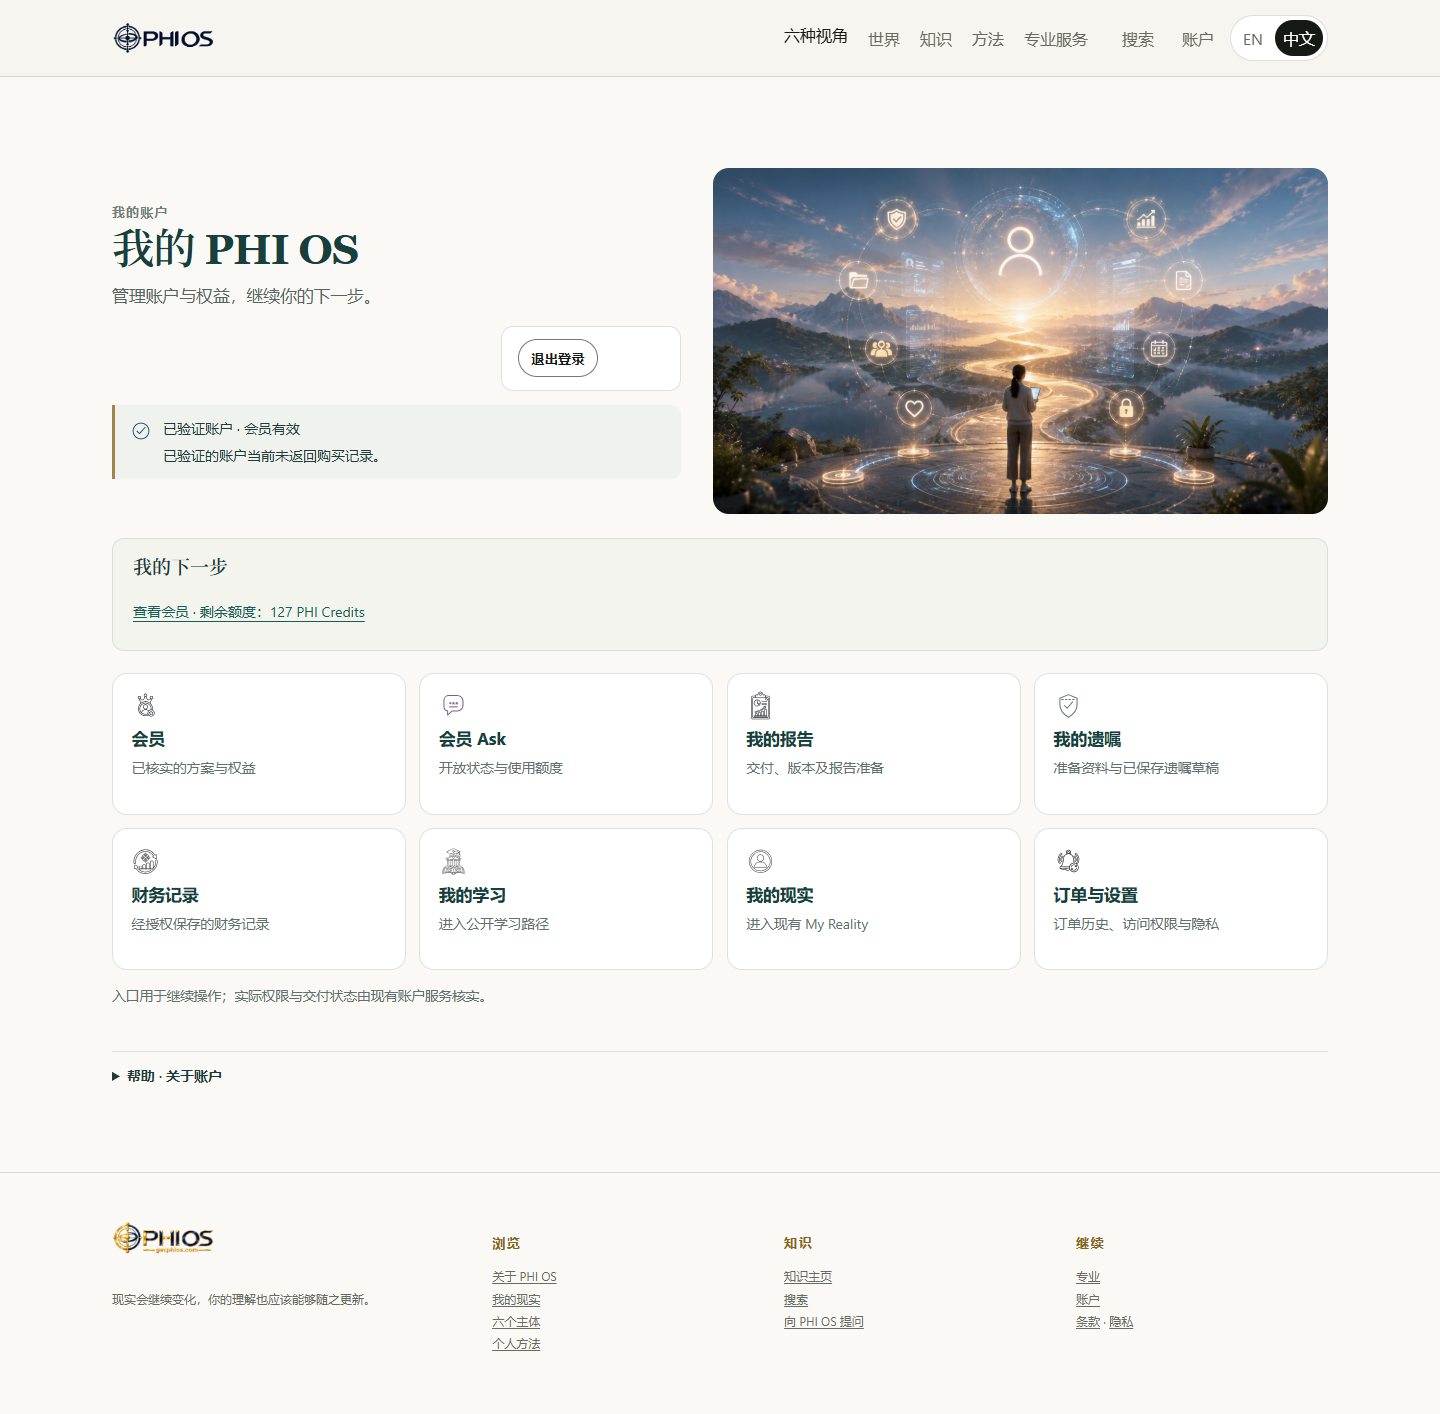 PHIOS
六种视角
世界
知识
方法
专业服务
搜索
账户
EN
中文
我的账户
我的 PHI OS
管理账户与权益，继续你的下一步。
退出登录
已验证账户 · 会员有效
已验证的账户当前未返回购买记录。
我的下一步
查看会员 · 剩余额度：127 PHI Credits
会员
已核实的方案与权益
会员 Ask
开放状态与使用额度
我的报告
交付、版本及报告准备
我的遗嘱
准备资料与已保存遗嘱草稿
财务记录
经授权保存的财务记录
我的学习
进入公开学习路径
我的现实
进入现有 My Reality
订单与设置
订单历史、访问权限与隐私
入口用于继续操作；实际权限与交付状态由现有账户服务核实。
帮助 · 关于账户
PHIOS
getphios.com
现实会继续变化，你的理解也应该能够随之更新。
浏览
关于 PHI OS
我的现实
六个主体
个人方法
知识
知识主页
搜索
向 PHI OS 提问
继续
专业
账户
条款 · 隐私